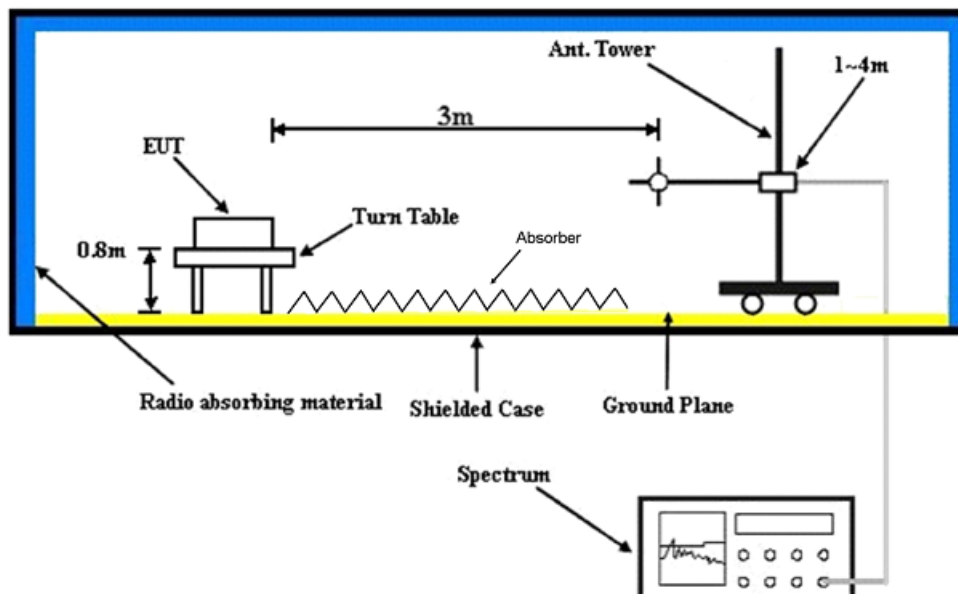 Ant. Tower
1~4m
3m
EUT
Turn Table
0.8m
Absorber
Radio absorbing material
Shielded Case
Ground Plane
Spectrum